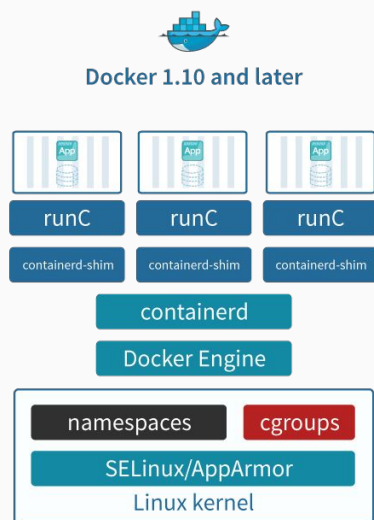 Docker 1.10 and later
App App App
runC runC runC
containerd-shim containerd-shim containerd-shim
containerd
Docker Engine
namespaces cgroups
SELinux/AppArmor
Linux kernel